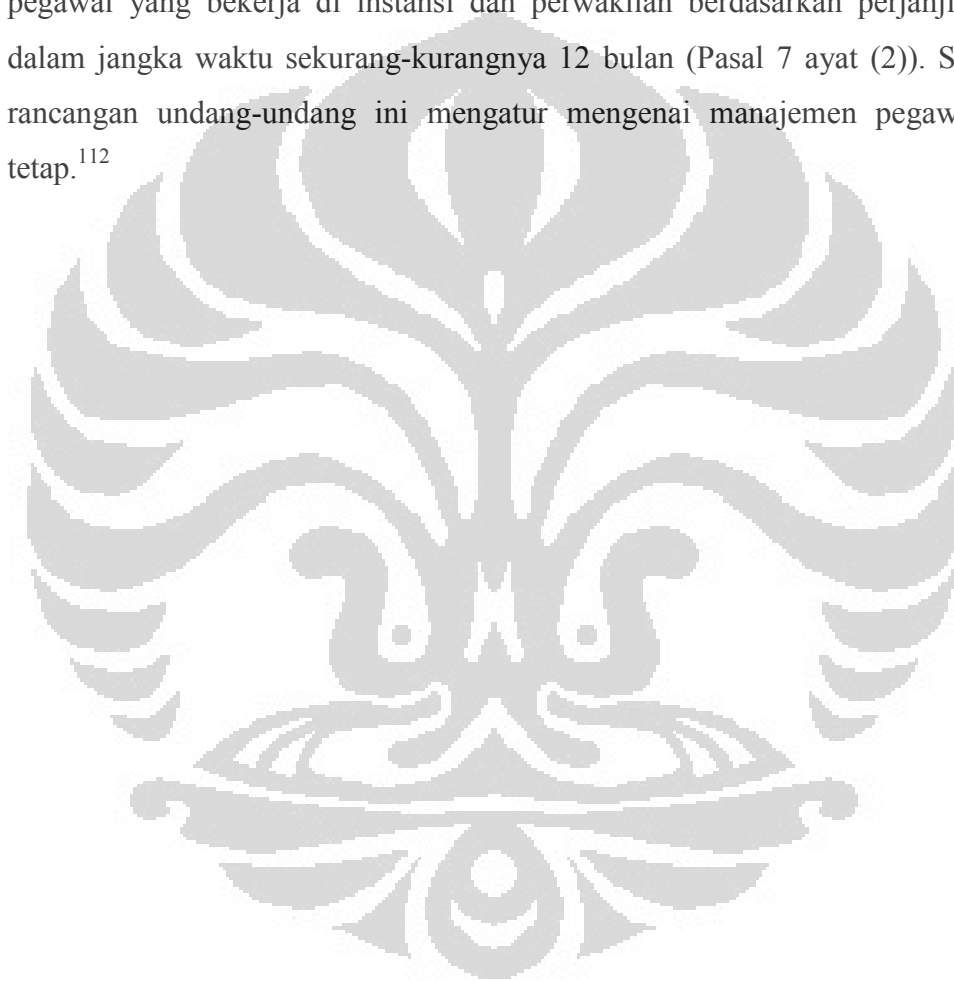 pegawai yang bekerja di instansi dan perwakilan berdasarkan perjanji
dalam jangka waktu sekurang-kurangnya 12 bulan (Pasal 7 ayat (2)). S
rancangan undang-undang ini mengatur mengenai manajemen pegaw
tetap.112